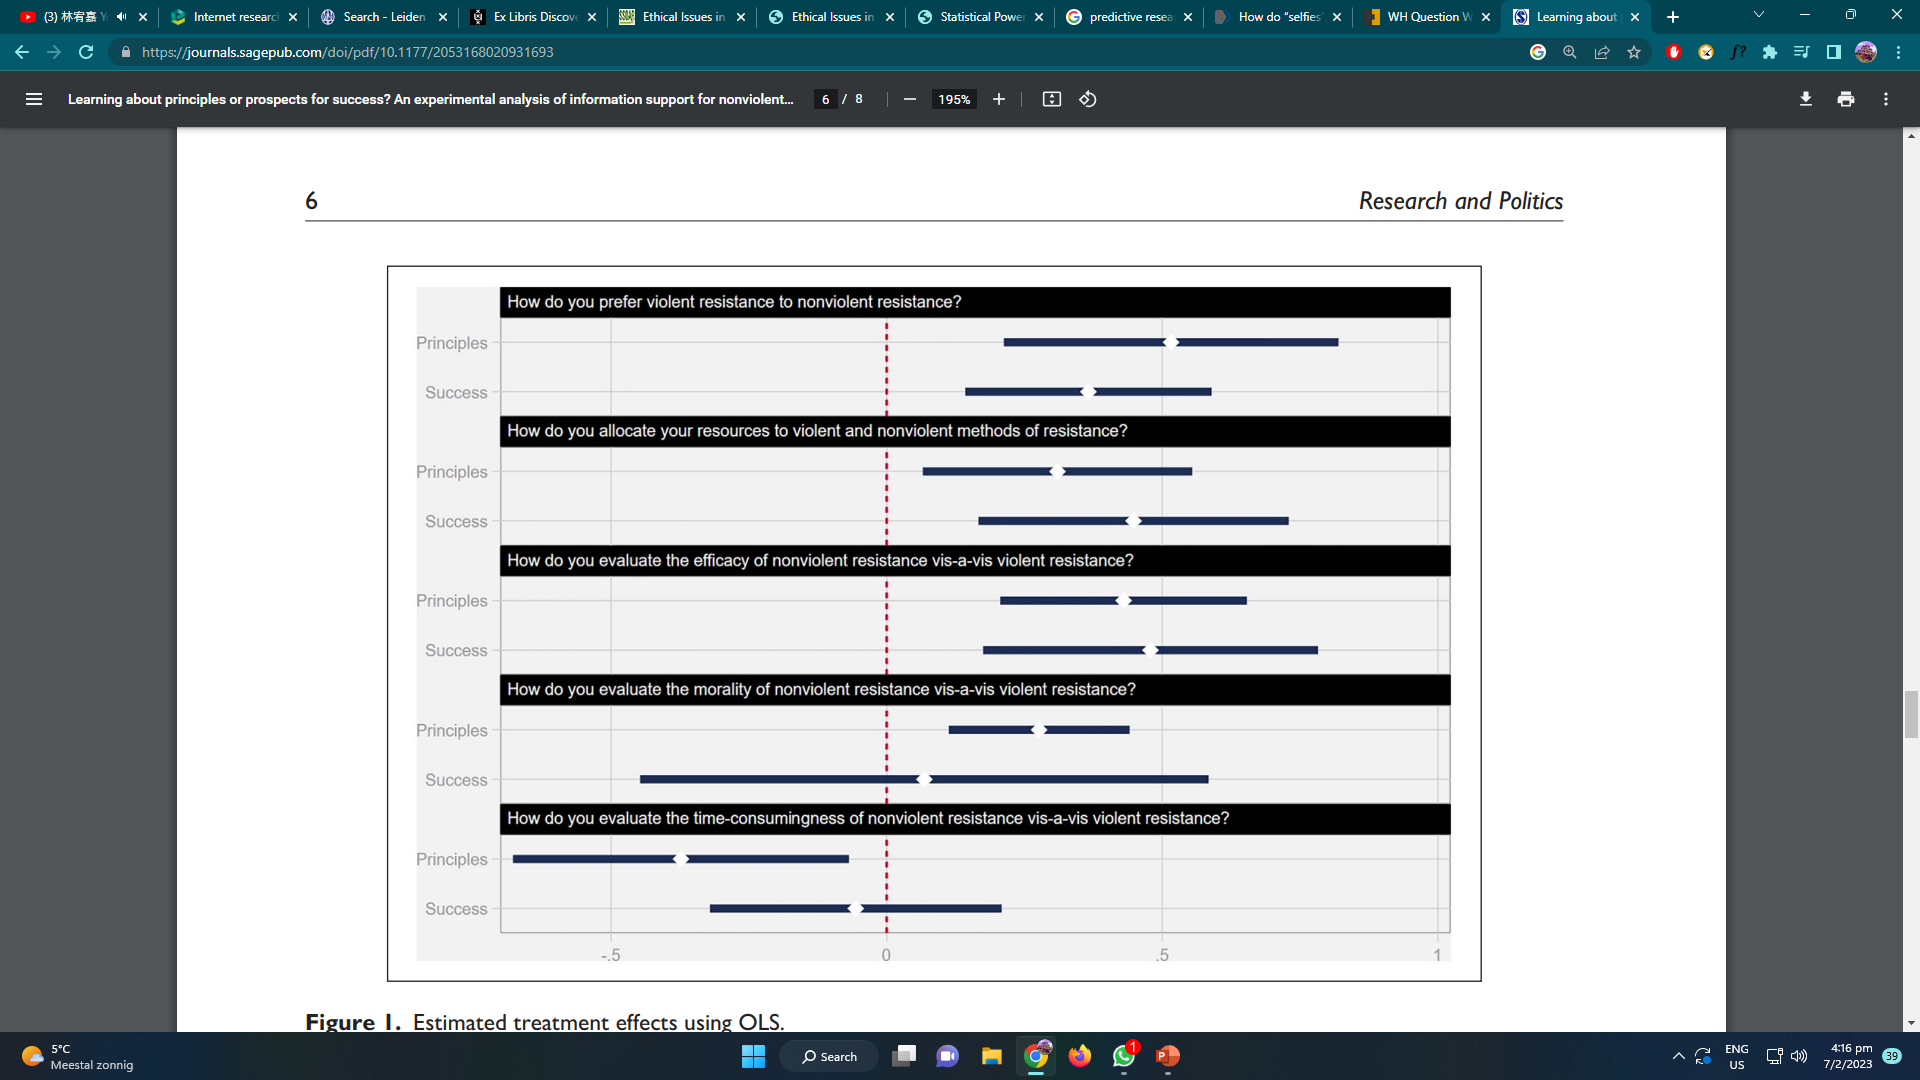 (3) 林宥嘉 Y
Internet researc
Search - Leiden
Ex Libris Discove
Ethical Issues in
Ethical Issues in
Statistical Power
predictive resea
How do "selfies"
WH Question W
Learning about
https://journals.sagepub.com/doi/pdf/10.1177/2053168020931693
Learning about principles or prospects for success? An experimental analysis of information support for nonviolent...
6 / 8
195%
6
Research and Politics
How do you prefer violent resistance to nonviolent resistance?
Principles
Success
How do you allocate your resources to violent and nonviolent methods of resistance?
Principles
Success
How do you evaluate the efficacy of nonviolent resistance vis-a-vis violent resistance?
Principles
Success
How do you evaluate the morality of nonviolent resistance vis-a-vis violent resistance?
Principles
Success
How do you evaluate the time-consumingness of nonviolent resistance vis-a-vis violent resistance?
Principles
Success
-.5 0 .5 1
Figure 1. Estimated treatment effects using OLS.
5°C
Meestal zonnig
Search
1
ENG
US
4:16 pm
7/2/2023
39